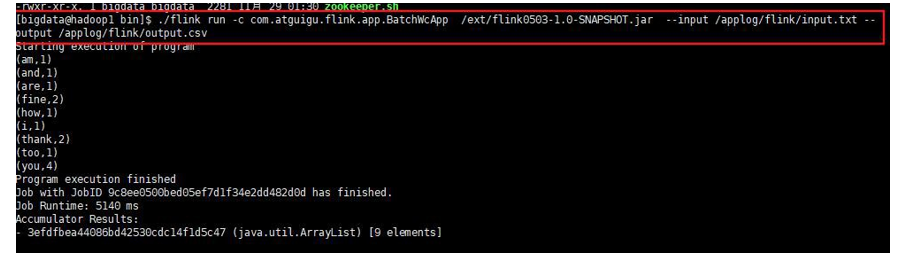 -rwxr-xr-x. 1 bigdata bigdata 2281 11月 29 01:30 zookeeper.sh
[bigdata@hadoop1 bin]$ ./flink run -c com.atguigu.flink.app.BatchWcApp /ext/flink0503-1.0-SNAPSHOT.jar --input /applog/flink/input.txt --
output /applog/flink/output.csv
Starting execution of program
(am,1)
(and,1)
(are,1)
(fine,2)
(how,1)
(i,1)
(thank,2)
(too,1)
(you,4)
Program execution finished
Job with JobID 9c8ee0500bed05ef7d1f34e2dd482d0d has finished.
Job Runtime: 5140 ms
Accumulator Results:
- 3efdfbea44086bd42530cdc14f1d5c47 (java.util.ArrayList) [9 elements]